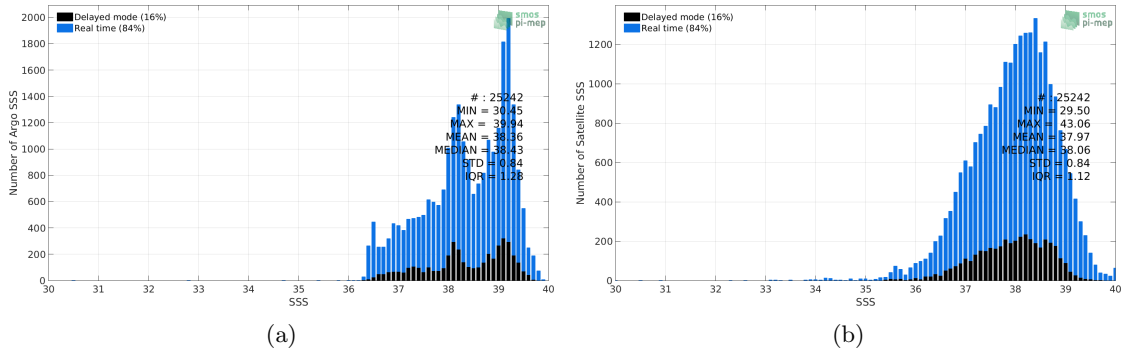 Delayed mode (16%)
Real time (84%)
smos
pi-mep
Number of Argo SSS
2000
1800
1600
1400
1200
1000
800
600
400
200
0
# : 25242
MIN = 30.45
MAX = 39.94
MEAN = 38.36
MEDIAN = 38.43
STD = 0.84
IQR = 1.28
30 31 32 33 34 35 36 37 38 39 40
SSS
(a)
Delayed mode (16%)
Real time (84%)
smos
pi-mep
Number of Satellite SSS
1200
1000
800
600
400
200
0
# : 25242
MIN = 29.50
MAX = 43.06
MEAN = 37.97
MEDIAN = 38.06
STD = 0.84
IQR = 1.12
30 31 32 33 34 35 36 37 38 39 40
SSS
(b)